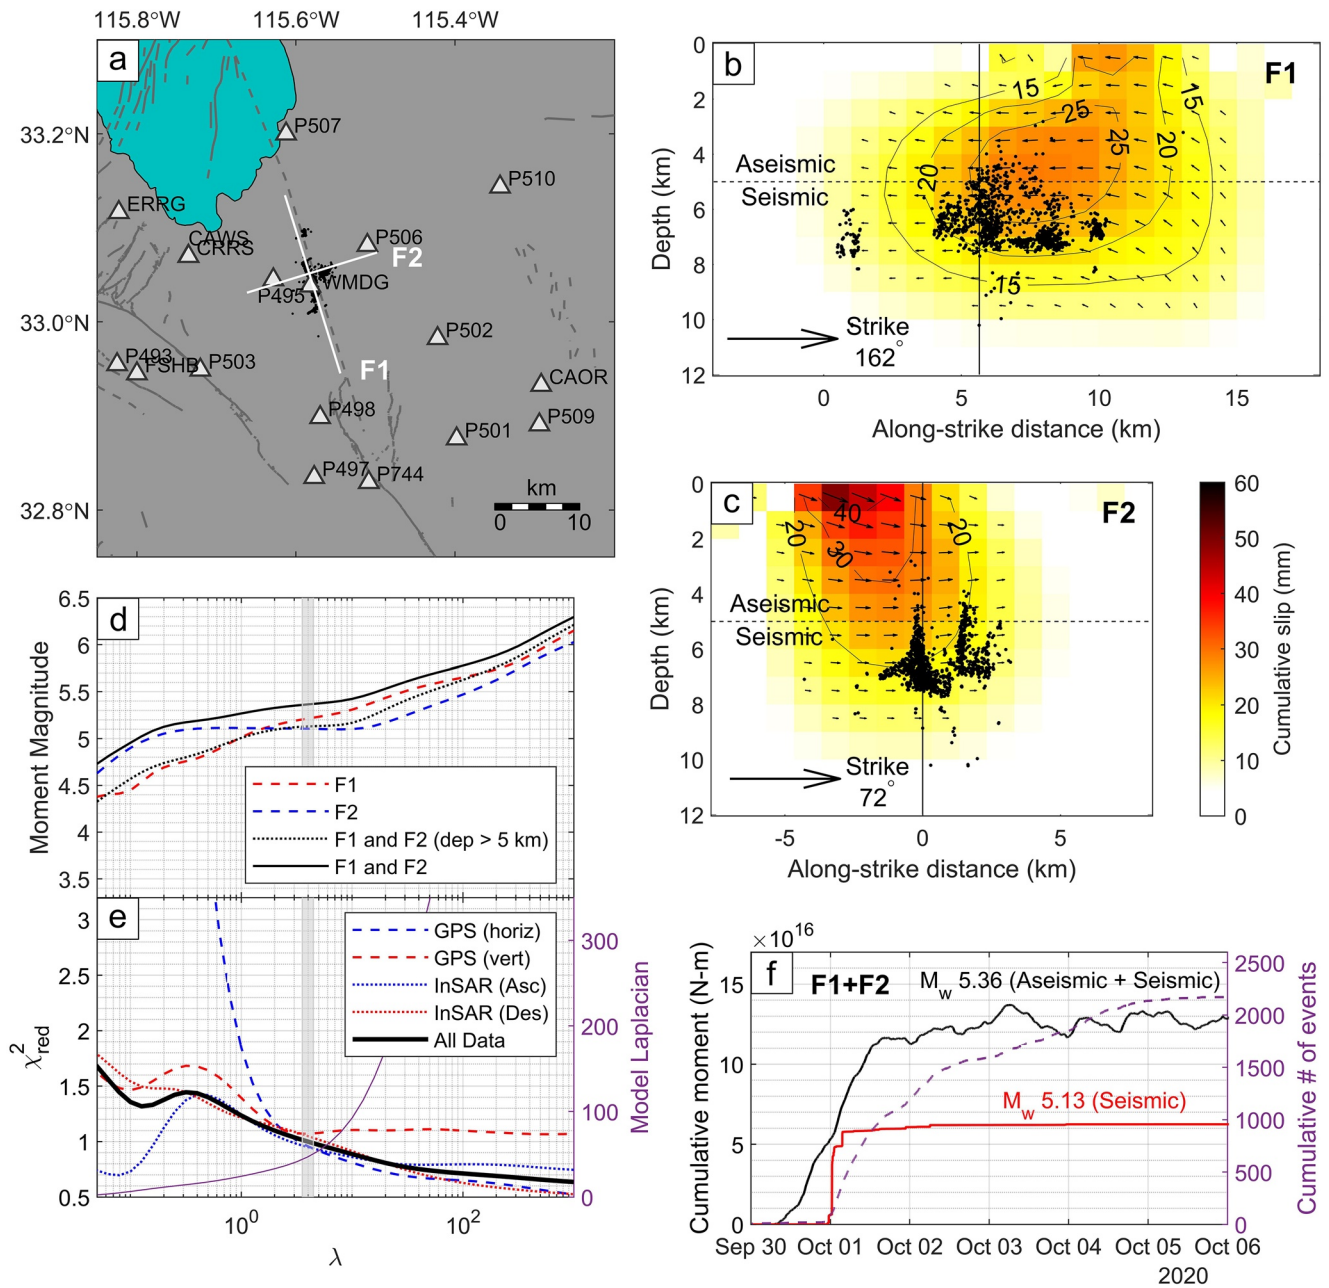 115.8°W 115.6°W 115.4°W
a
33.2°N
33.0°N
32.8°N
P507
P510
ERRG
CAWS
CRRS
P506
F2
P495
WMDG
P502
P493
FSHB
P503
F1
CAOR
P498
P509
P501
P497
P744
km
0 10
b
F1
0
2
4
6
8
10
12
Depth (km)
15
25
15
25
20
20
15
Aseismic
Seismic
Strike
162°
0 5 10 15
Along-strike distance (km)
c
F2
0
2
4
6
8
10
12
Depth (km)
40
20
20
30
Aseismic
Seismic
Strike
72°
-5 0 5
Along-strike distance (km)
60
50
40
30
20
10
0
Cumulative slip (mm)
d
6.5
6
5.5
5
4.5
4
3.5
Moment Magnitude
F1
F2
F1 and F2 (dep > 5 km)
F1 and F2
e
3
2.5
2
1.5
1
0.5
χ²red
GPS (horiz)
GPS (vert)
InSAR (Asc)
InSAR (Des)
All Data
300
200
100
0
Model Laplacian
10⁰ 10²
λ
×10¹⁶
f
F1+F2
Mw 5.36 (Aseismic + Seismic)
Mw 5.13 (Seismic)
15
10
5
0
Cumulative moment (N-m)
2500
2000
1500
1000
500
0
Cumulative # of events
Sep 30 Oct 01 Oct 02 Oct 03 Oct 04 Oct 05 Oct 06
2020